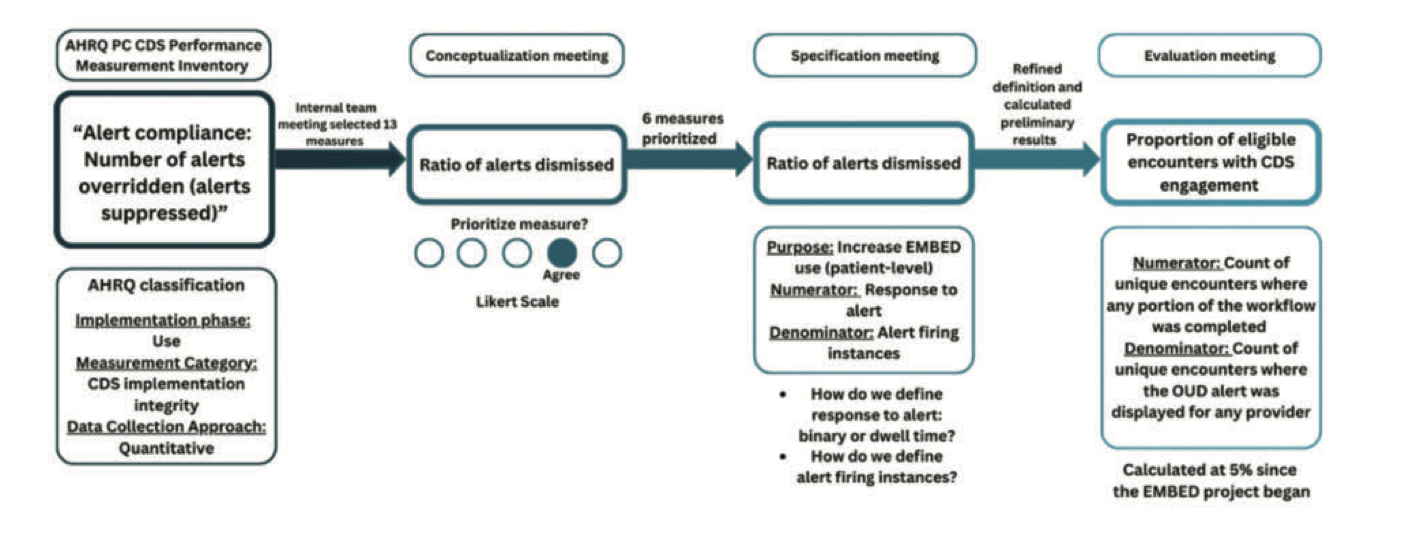 AHRQ PC CDS Performance
Measurement Inventory
“Alert compliance:
Number of alerts
overridden (alerts
suppressed)”
AHRQ classification
Implementation phase:
Use
Measurement Category:
CDS implementation
integrity
Data Collection Approach:
Quantitative
Internal team
meeting selected 13
measures
Conceptualization meeting
Ratio of alerts dismissed
Prioritize measure?
Agree
Likert Scale
6 measures
prioritized
Specification meeting
Ratio of alerts dismissed
Purpose: Increase EMBED
use (patient-level)
Numerator: Response to
alert
Denominator: Alert firing
instances
• How do we define
response to alert:
binary or dwell time?
• How do we define
alert firing instances?
Refined
definition and
calculated
preliminary
results
Evaluation meeting
Proportion of eligible
encounters with CDS
engagement
Numerator: Count of
unique encounters where
any portion of the workflow
was completed
Denominator: Count of
unique encounters where
the OUD alert was
displayed for any provider
Calculated at 5% since
the EMBED project began